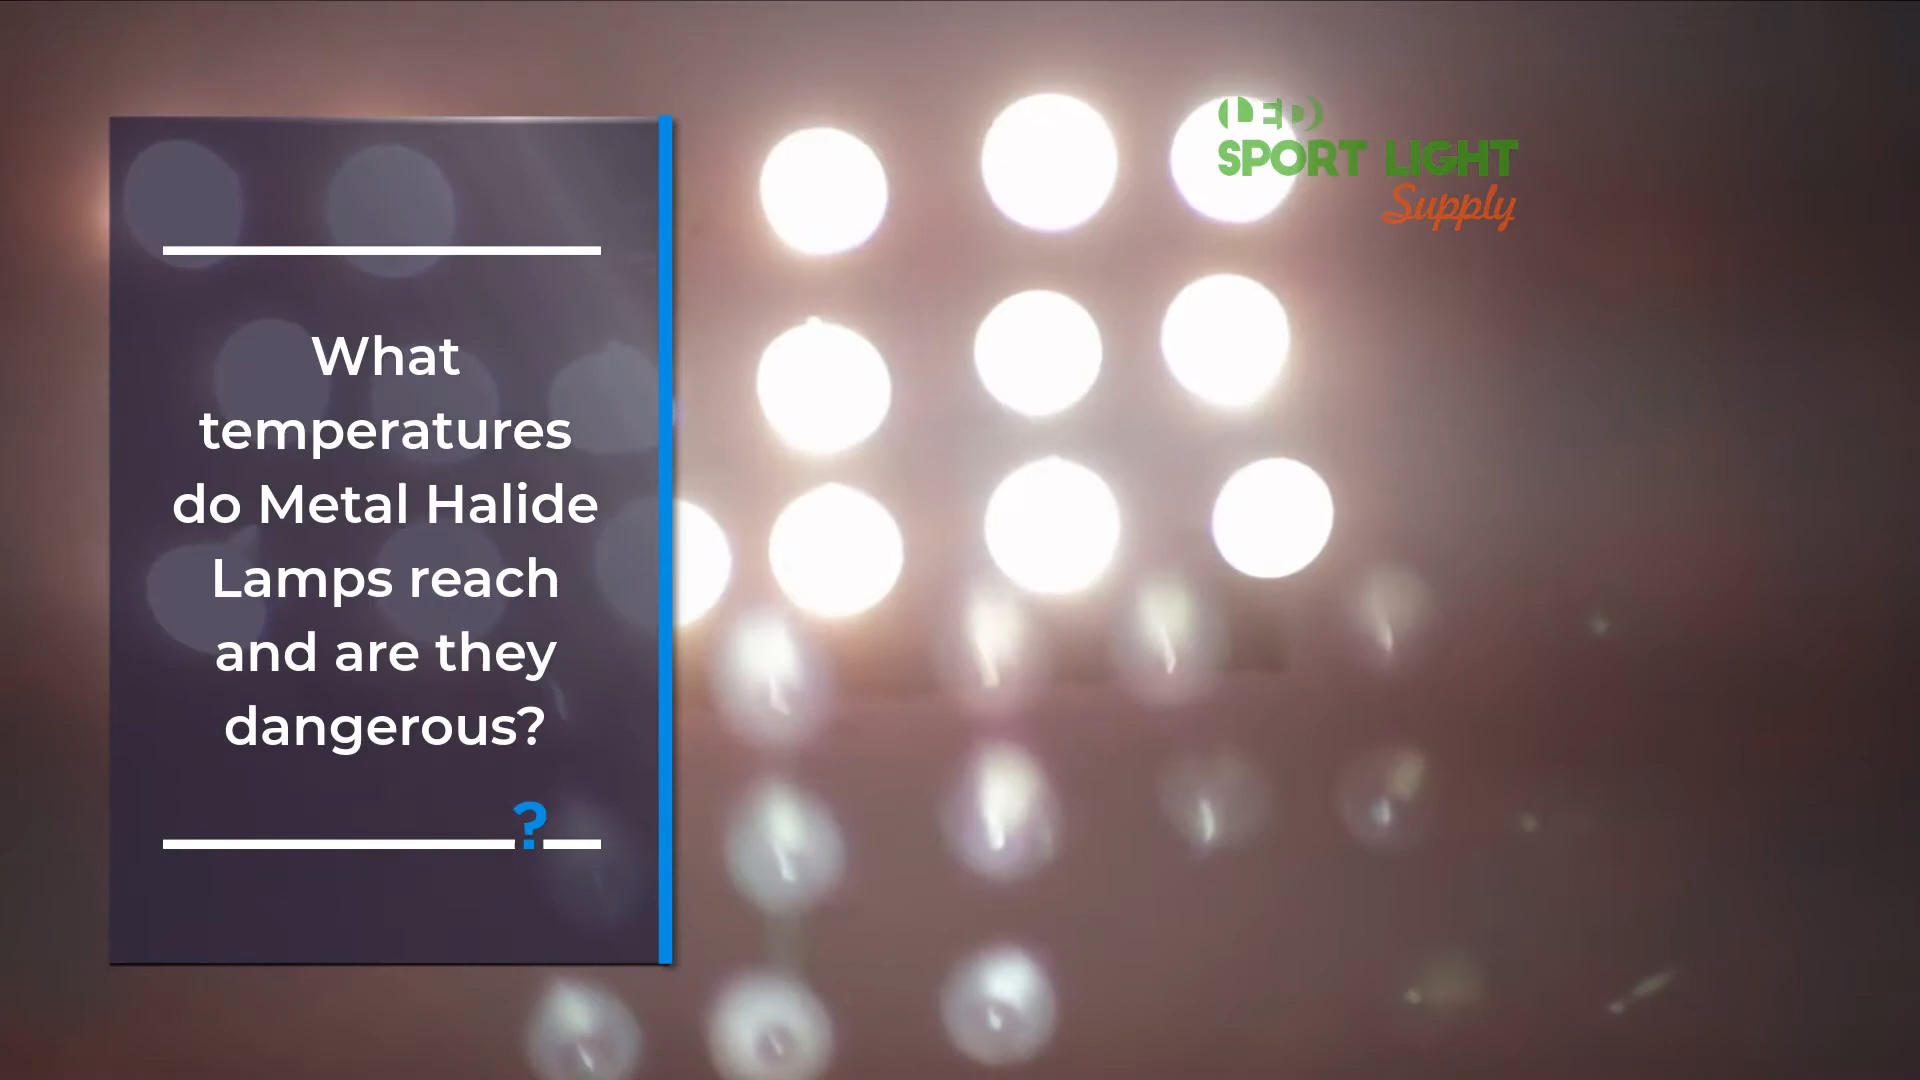 What
temperatures
do Metal Halide
Lamps reach
and are they
dangerous?
?
LED
SPORT LIGHT
Supply